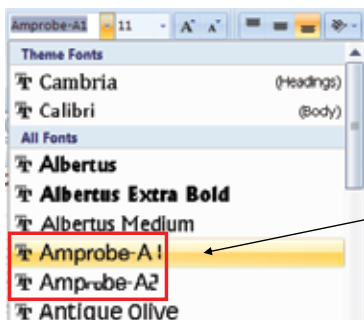 Amprobe-A1 11 A A
Theme Fonts
Cambria (Headings)
Calibri (Body)
All Fonts
Albertus
Albertus Extra Bold
Albertus Medium
Amprobe-A1
Amprobe-A2
Antique Olive